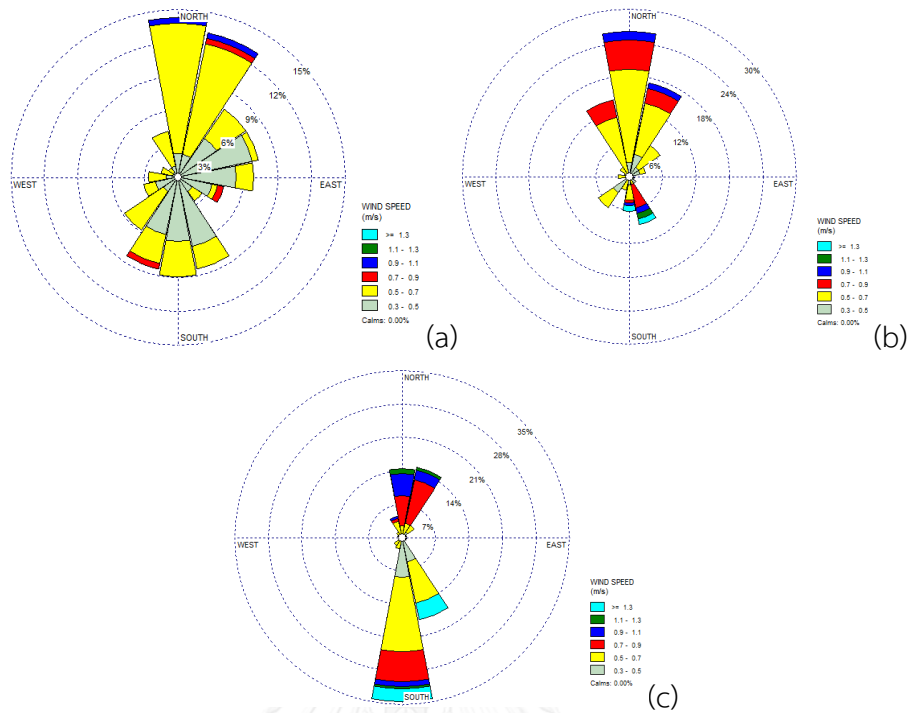 NORTH
15%
12%
9%
6%
3%
WEST
EAST
SOUTH
WIND SPEED
(m/s)
>= 1.3
1.1 - 1.3
0.9 - 1.1
0.7 - 0.9
0.5 - 0.7
0.3 - 0.5
Calms: 0.00%
(a)
NORTH
30%
24%
18%
12%
6%
WEST
EAST
SOUTH
WIND SPEED
(m/s)
>= 1.3
1.1 - 1.3
0.9 - 1.1
0.7 - 0.9
0.5 - 0.7
0.3 - 0.5
Calms: 0.00%
(b)
NORTH
35%
28%
21%
14%
7%
WEST
EAST
SOUTH
WIND SPEED
(m/s)
>= 1.3
1.1 - 1.3
0.9 - 1.1
0.7 - 0.9
0.5 - 0.7
0.3 - 0.5
Calms: 0.00%
(c)